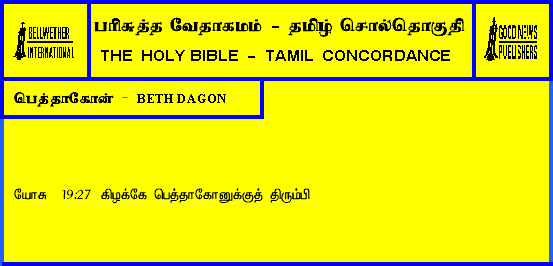 BELLWETHER
INTERNATIONAL
பரிசுத்த வேதாகமம் - தமிழ் சொல்தொகுதி
THE HOLY BIBLE - TAMIL CONCORDANCE
GOOD NEWS
PUBLISHERS
பெத்தாகோன் - BETH DAGON
யோசு 19:27 கிழக்கே பெத்தாகோனுக்குத் திரும்பி